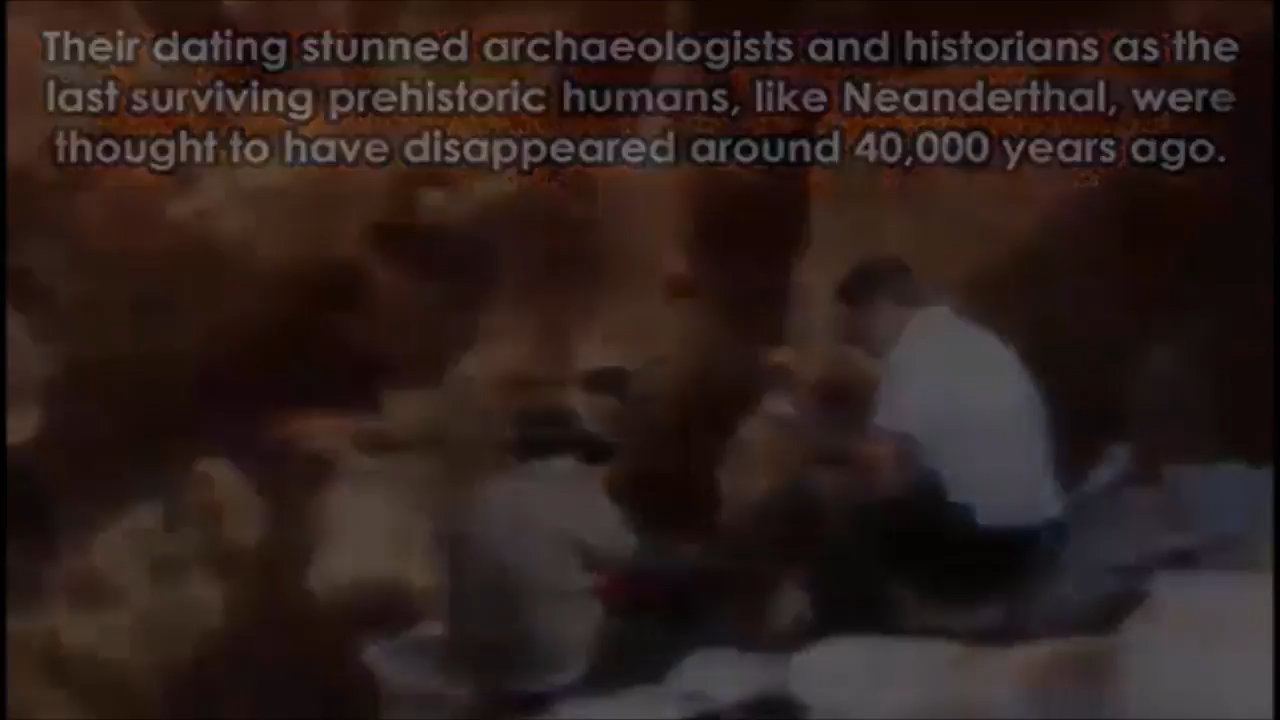 Their dating stunned archaeologists and historians as the
last surviving prehistoric humans, like Neanderthal, were
thought to have disappeared around 40,000 years ago.